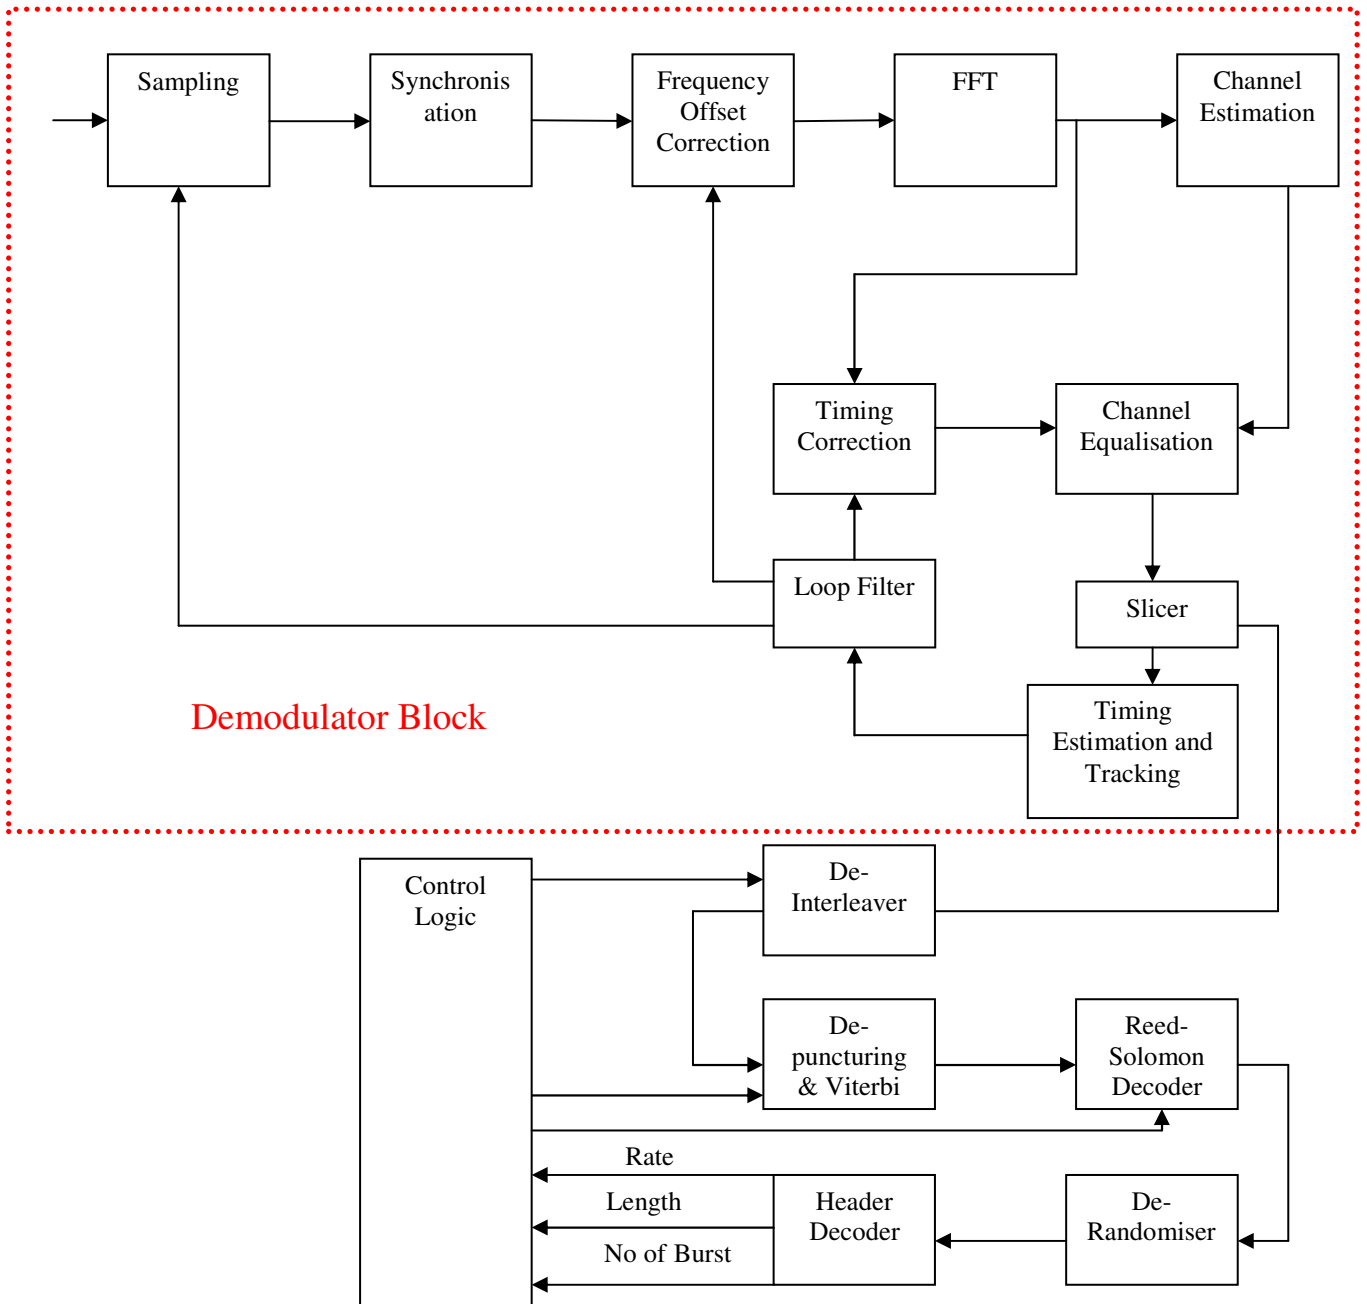 Sampling
Synchronis
ation
Frequency
Offset
Correction
FFT
Channel
Estimation
Timing
Correction
Channel
Equalisation
Loop Filter
Slicer
Demodulator Block
Timing
Estimation and
Tracking
Control
Logic
De-
Interleaver
De-
puncturing
& Viterbi
Reed-
Solomon
Decoder
Rate
Length
No of Burst
Header
Decoder
De-
Randomiser